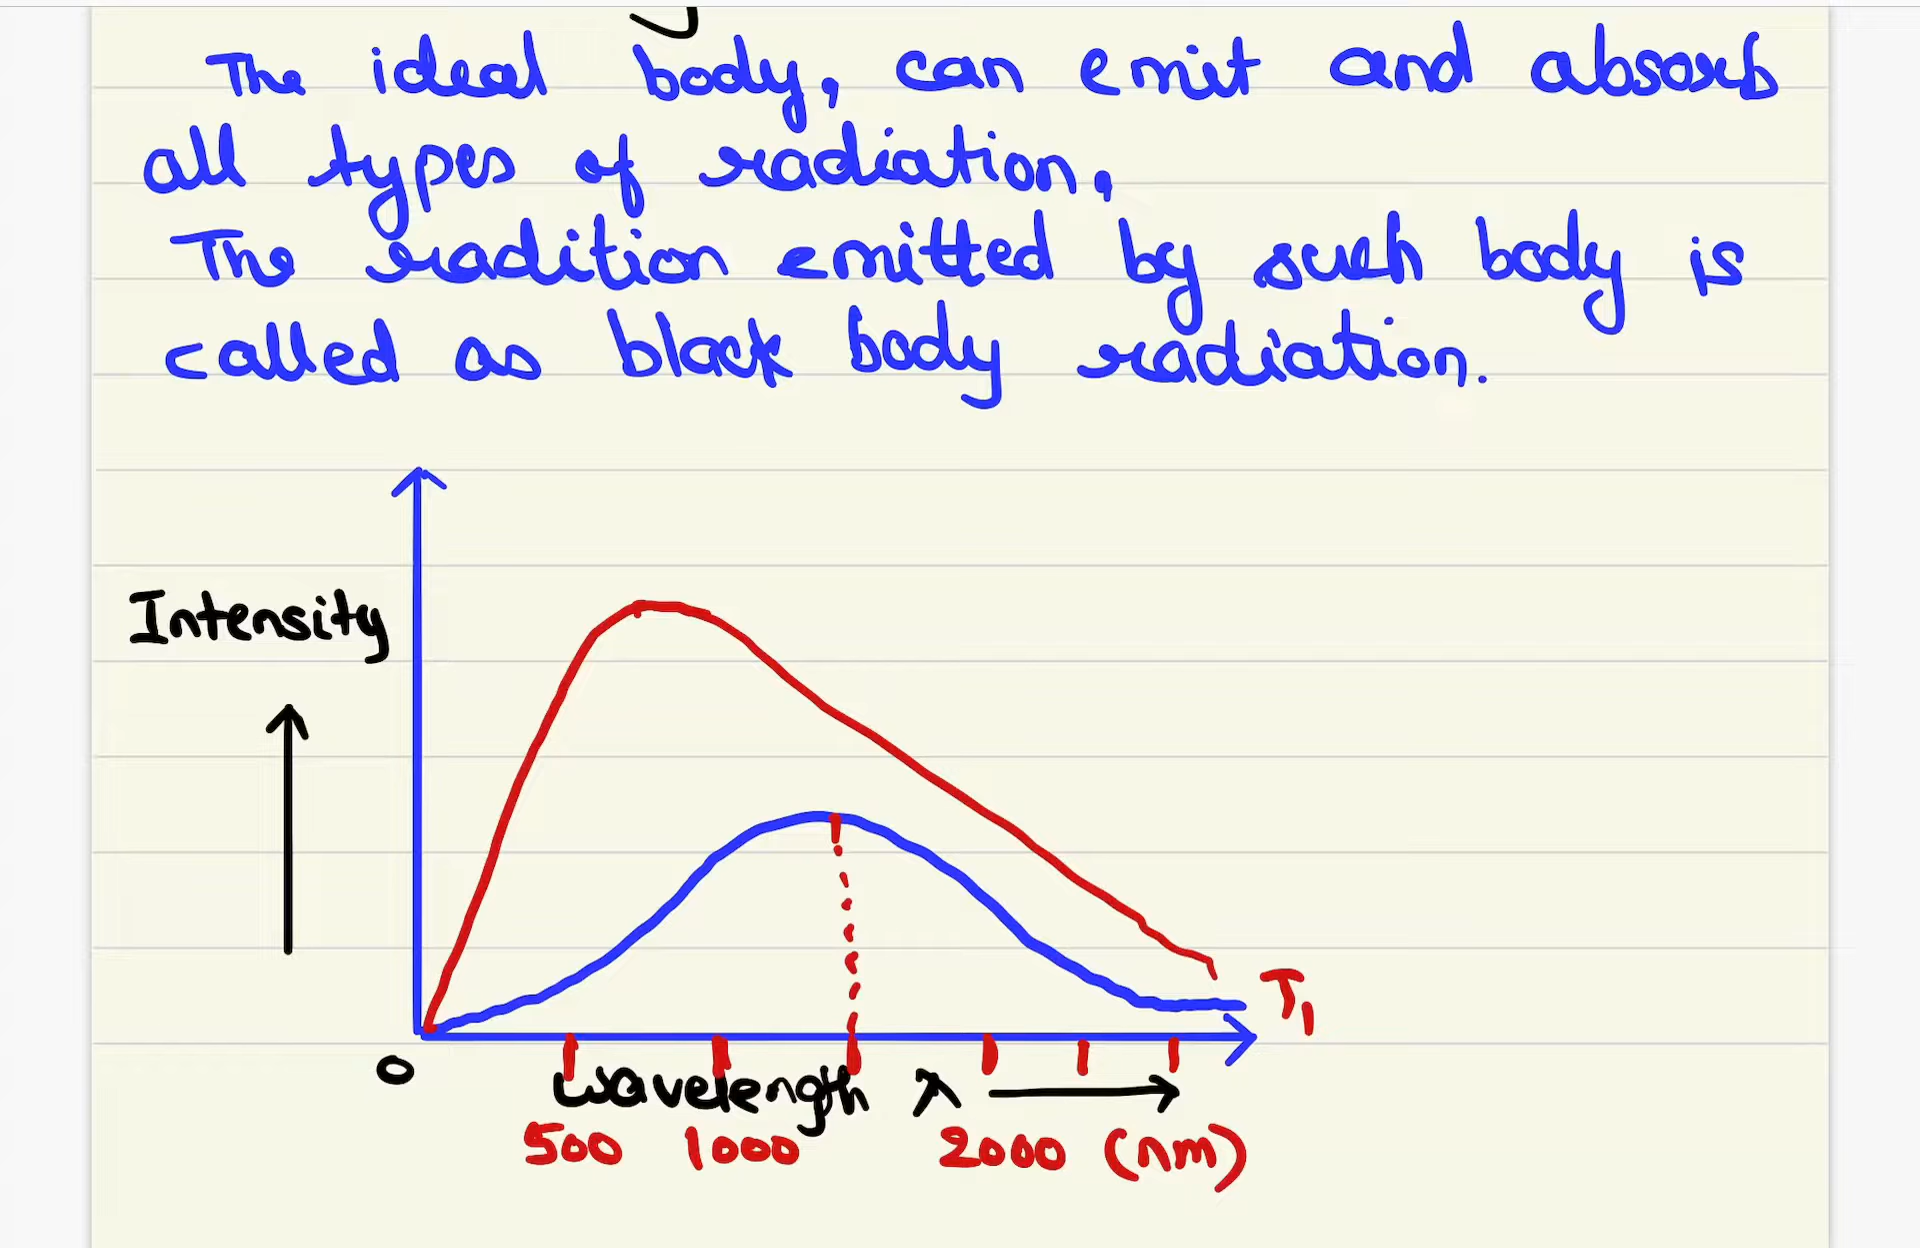 The ideal body, can emit and absorb
all types of radiation,
The radition emitted by such body is
called as black body radiation.
Intensity
T1
0
wavelength λ
500 1000 2000 (nm)